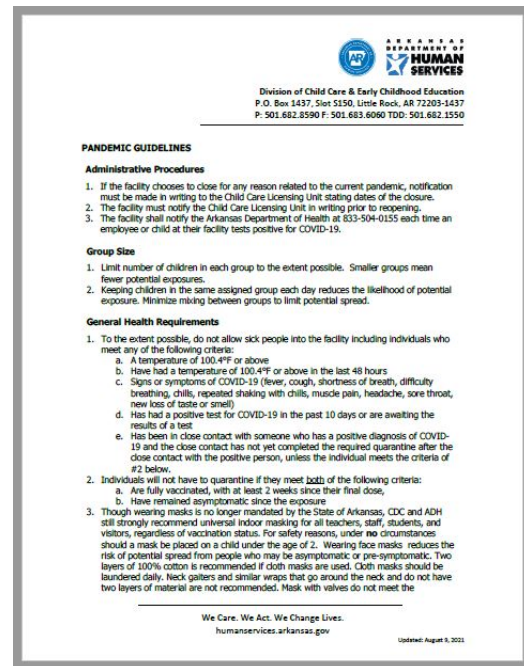 ARKANSAS
DEPARTMENT OF
HUMAN
SERVICES
AR
Division of Child Care & Early Childhood Education
P.O. Box 1437, Slot S150, Little Rock, AR 72203-1437
P: 501.682.8590 F: 501.683.6060 TDD: 501.682.1550
PANDEMIC GUIDELINES
Administrative Procedures
1. If the facility chooses to close for any reason related to the current pandemic, notification
must be made in writing to the Child Care Licensing Unit stating dates of the closure.
2. The facility must notify the Child Care Licensing Unit in writing prior to reopening.
3. The facility shall notify the Arkansas Department of Health at 833-504-0155 each time an
employee or child at their facility tests positive for COVID-19.
Group Size
1. Limit number of children in each group to the extent possible. Smaller groups mean
fewer potential exposures.
2. Keeping children in the same assigned group each day reduces the likelihood of potential
exposure. Minimize mixing between groups to limit potential spread.
General Health Requirements
1. To the extent possible, do not allow sick people into the facility including individuals who
meet any of the following criteria:
a. A temperature of 100.4°F or above
b. Have had a temperature of 100.4°F or above in the last 48 hours
c. Signs or symptoms of COVID-19 (fever, cough, shortness of breath, difficulty
breathing, chills, repeated shaking with chills, muscle pain, headache, sore throat,
new loss of taste or smell)
d. Has had a positive test for COVID-19 in the past 10 days or are awaiting the
results of a test
e. Has been in close contact with someone who has a positive diagnosis of COVID-
19 and the close contact has not yet completed the required quarantine after the
close contact with the positive person, unless the individual meets the criteria of
#2 below.
2. Individuals will not have to quarantine if they meet both of the following criteria:
a. Are fully vaccinated, with at least 2 weeks since their final dose,
b. Have remained asymptomatic since the exposure
3. Though wearing masks is no longer mandated by the State of Arkansas, CDC and ADH
still strongly recommend universal indoor masking for all teachers, staff, students, and
visitors, regardless of vaccination status. For safety reasons, under no circumstances
should a mask be placed on a child under the age of 2. Wearing face masks reduces the
risk of potential spread from people who may be asymptomatic or pre-symptomatic. Two
layers of 100% cotton is recommended if cloth masks are used. Cloth masks should be
laundered daily. Neck gaiters and similar wraps that go around the neck and do not have
two layers of material are not recommended. Mask with valves do not meet the
We Care. We Act. We Change Lives.
humanservices.arkansas.gov
Updated: August 9, 2021